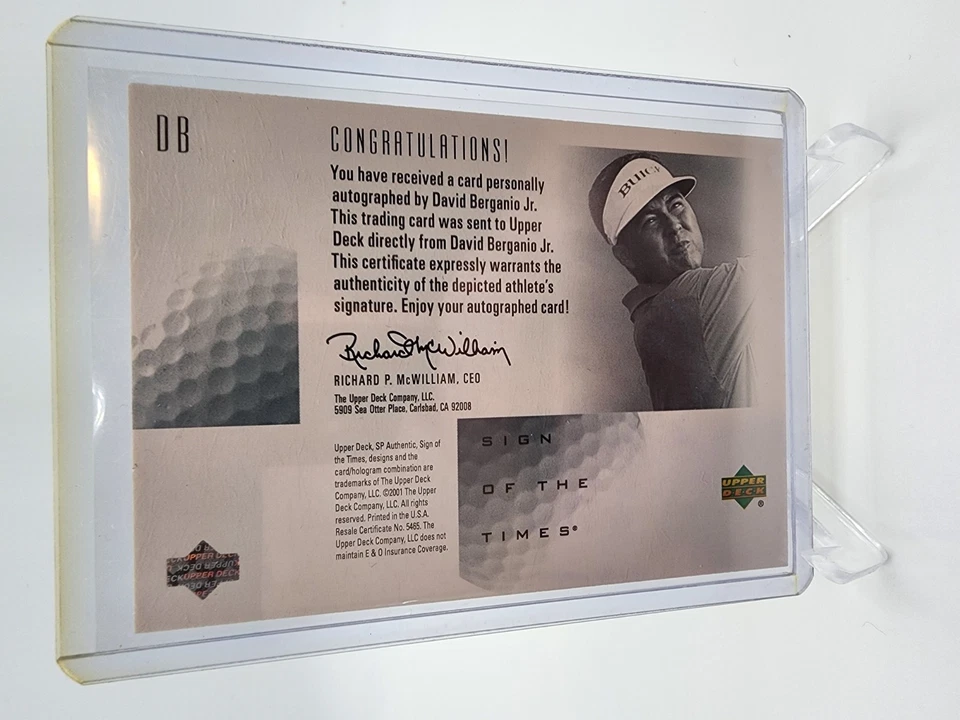 DB
CONGRATULATIONS!
You have received a card personally
autographed by David Berganio Jr.
This trading card was sent to Upper
Deck directly from David Berganio Jr.
This certificate expressly warrants the
authenticity of the depicted athlete's
signature. Enjoy your autographed card!
Richard McWilliam
RICHARD P. McWILLIAM, CEO
The Upper Deck Company, LLC.
5909 Sea Otter Place, Carlsbad, CA 92008
Upper Deck, SP Authentic, Sign of
the Times, designs and the
card/hologram combination are
trademarks of The Upper Deck
Company, LLC. ©2001 The Upper
Deck Company, LLC. All rights
reserved. Printed in the U.S.A.
Resale Certificate No. 5465. The
Upper Deck Company, LLC does not
maintain E & O Insurance Coverage.
BUICK
SIGN
OF THE
TIMES®
UPPER
DECK®
UPPER DECK